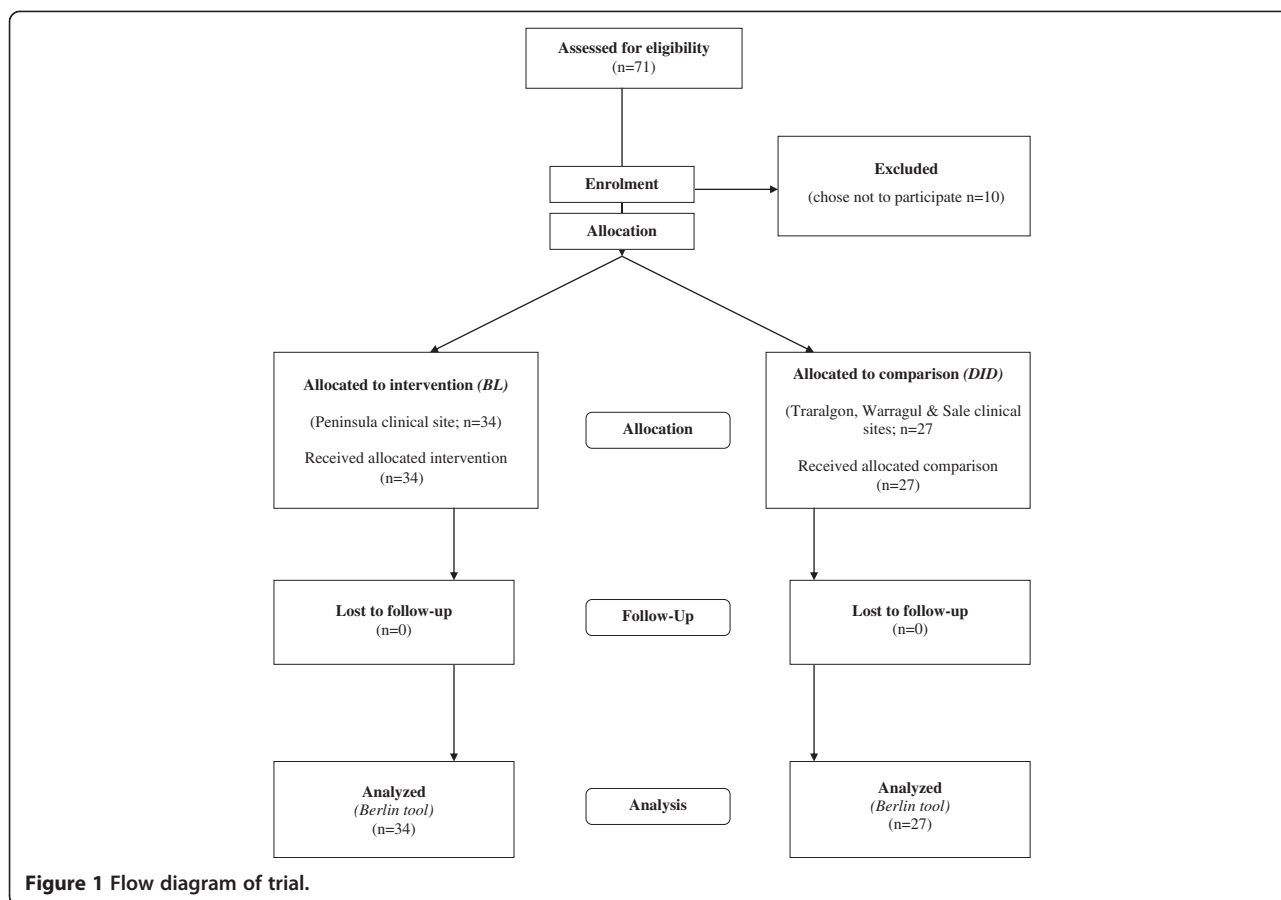 Assessed for eligibility
(n=71)
Enrolment
Excluded
(chose not to participate n=10)
Allocation
Allocated to intervention (BL)
(Peninsula clinical site; n=34)
Received allocated intervention
(n=34)
Allocation
Allocated to comparison (DID)
(Traralgon, Warragul & Sale clinical
sites; n=27
Received allocated comparison
(n=27)
Lost to follow-up
(n=0)
Follow-Up
Lost to follow-up
(n=0)
Analyzed
(Berlin tool)
(n=34)
Analysis
Analyzed
(Berlin tool)
(n=27)
Figure 1 Flow diagram of trial.